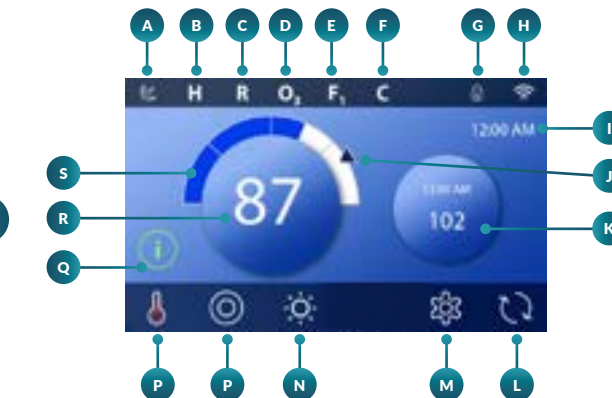 A B C D E F G H
H R O₃ F₁ C
12:00 AM I
J
S
87
12:00 AM
102
K
R
Q
P P N M L